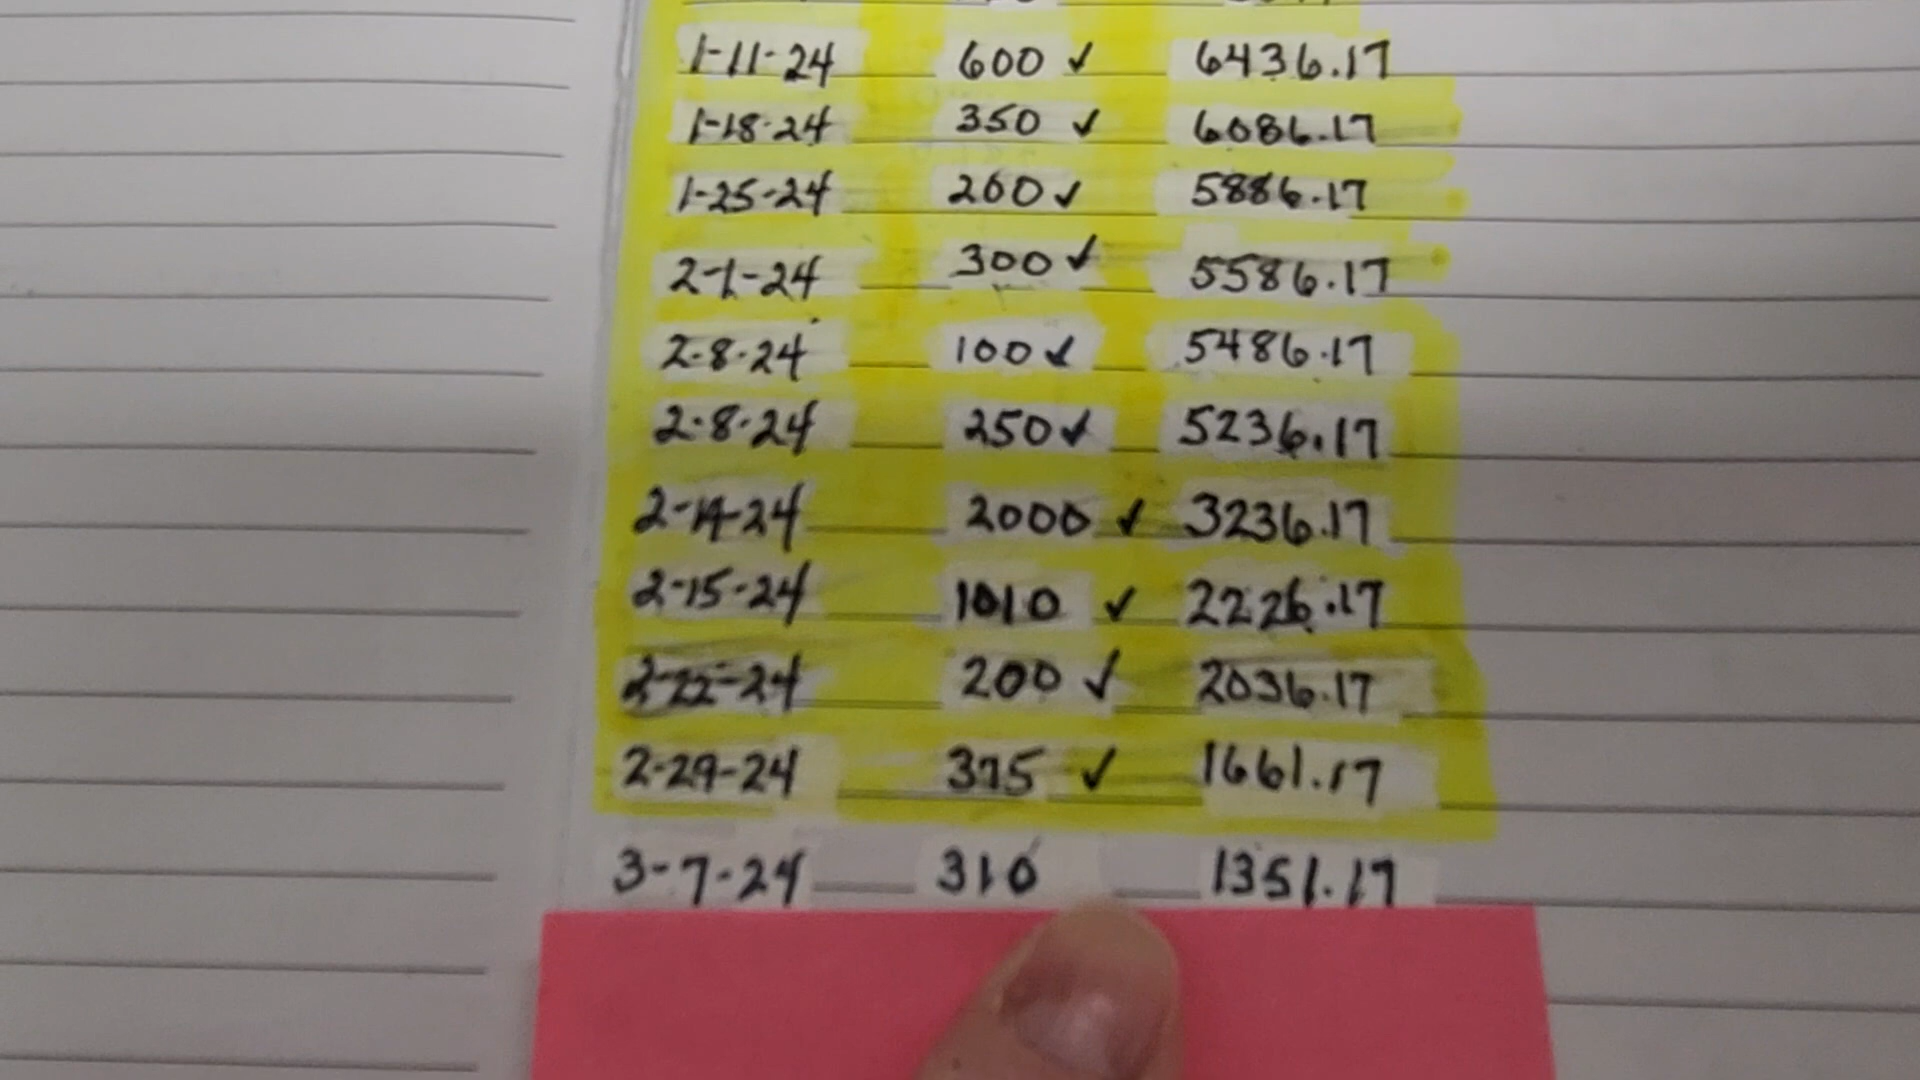 1-11-24 600 ✓ 6436.17
1-18-24 350 ✓ 6086.17
1-25-24 200 ✓ 5886.17
2-1-24 300 ✓ 5586.17
2-8-24 100 ✓ 5486.17
2-8-24 250 ✓ 5236.17
2-14-24 2000 ✓ 3236.17
2-15-24 1010 ✓ 2226.17
2-22-24 200 ✓ 2036.17
2-29-24 375 ✓ 1661.17
3-7-24 310 1351.17